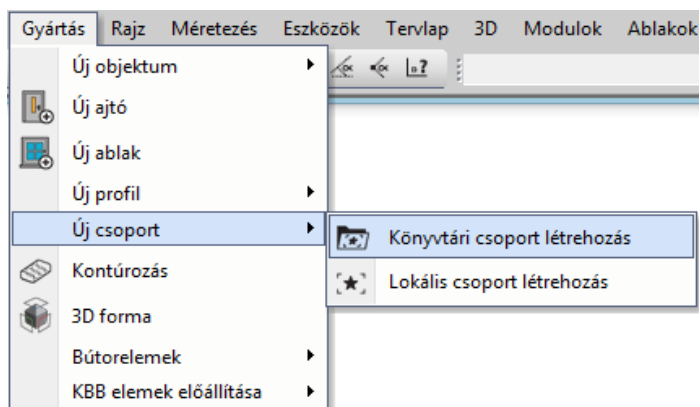 Gyártás Rajz Méretezés Eszközök Tervlap 3D Modulok Ablakok
Új objektum
Új ajtó
Új ablak
Új profil
Új csoport
Könyvtári csoport létrehozás
Kontúrozás
Lokális csoport létrehozás
3D forma
Bútorelemek
KBB elemek előállítása